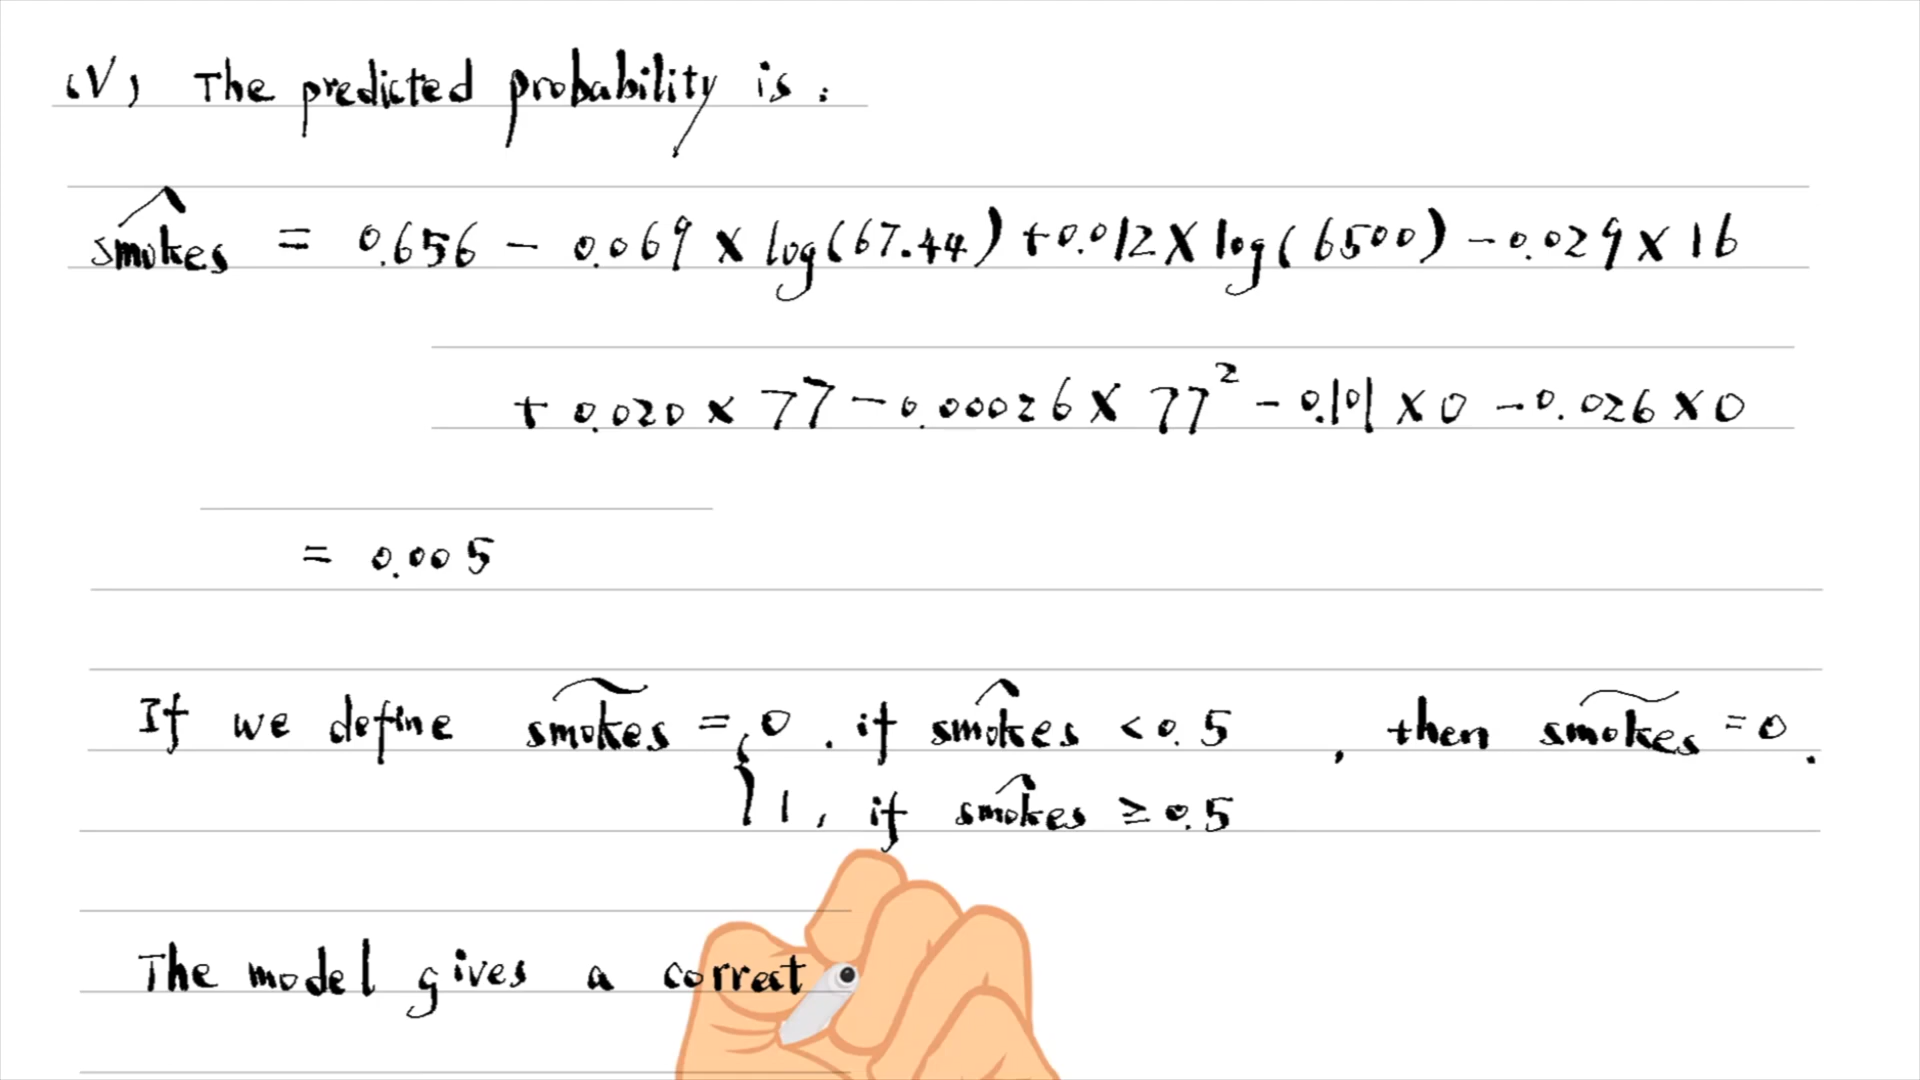 (V) The predicted probability is :
smokes^ = 0.656 - 0.069 × log(67.44) + 0.012 × log(6500) - 0.029 × 16
+ 0.020 × 77 - 0.00026 × 77² - 0.101 × 0 - 0.026 × 0
= 0.005
If we define smokes~ = { 0 , if smokes^ < 0.5 , then smokes~ = 0 .
1 , if smokes^ ≥ 0.5
The model gives a correct